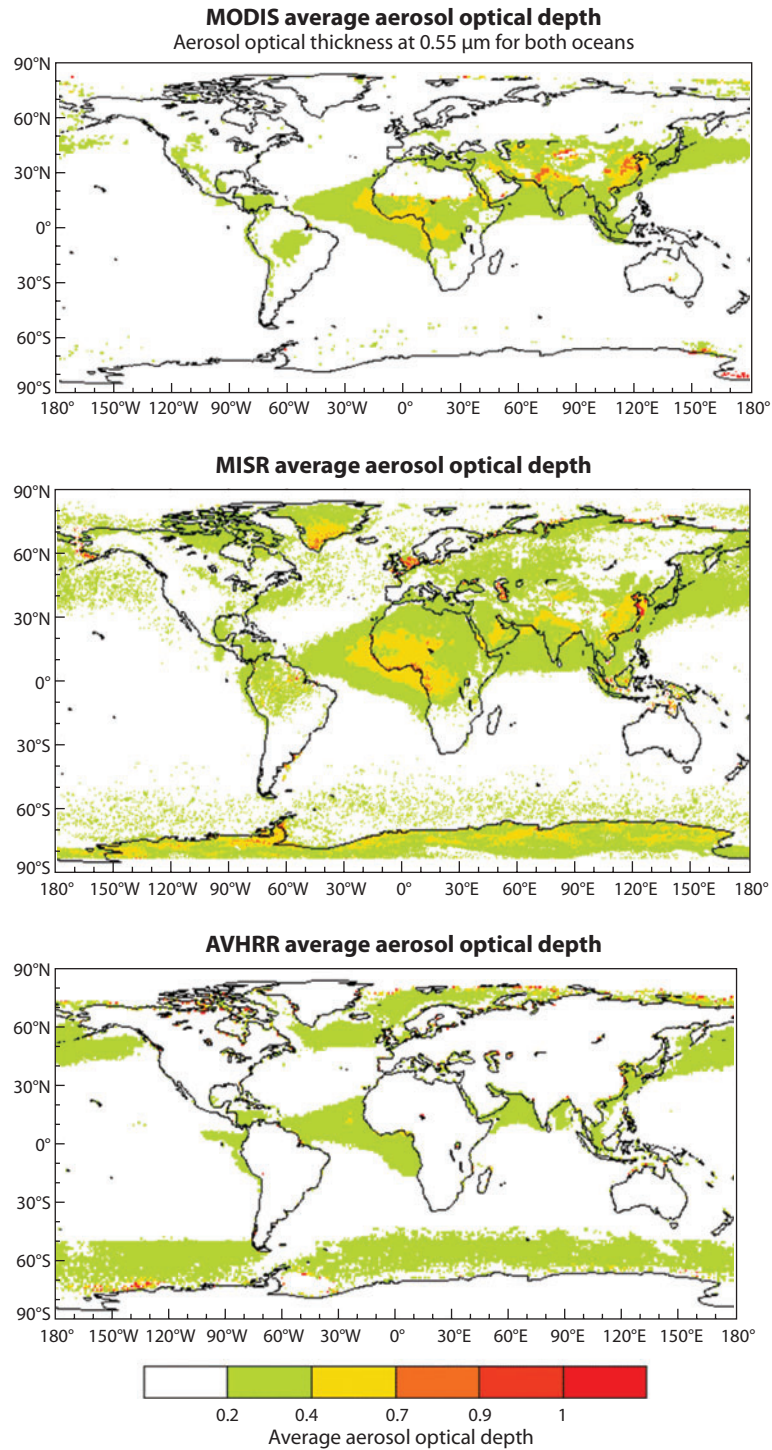 MODIS average aerosol optical depth
Aerosol optical thickness at 0.55 µm for both oceans
90°N
60°N
30°N
0°
30°S
60°S
90°S
180° 150°W 120°W 90°W 60°W 30°W 0° 30°E 60°E 90°E 120°E 150°E 180°
MISR average aerosol optical depth
90°N
60°N
30°N
0°
30°S
60°S
90°S
180° 150°W 120°W 90°W 60°W 30°W 0° 30°E 60°E 90°E 120°E 150°E 180°
AVHRR average aerosol optical depth
90°N
60°N
30°N
0°
30°S
60°S
90°S
180° 150°W 120°W 90°W 60°W 30°W 0° 30°E 60°E 90°E 120°E 150°E 180°
0.2 0.4 0.7 0.9 1
Average aerosol optical depth